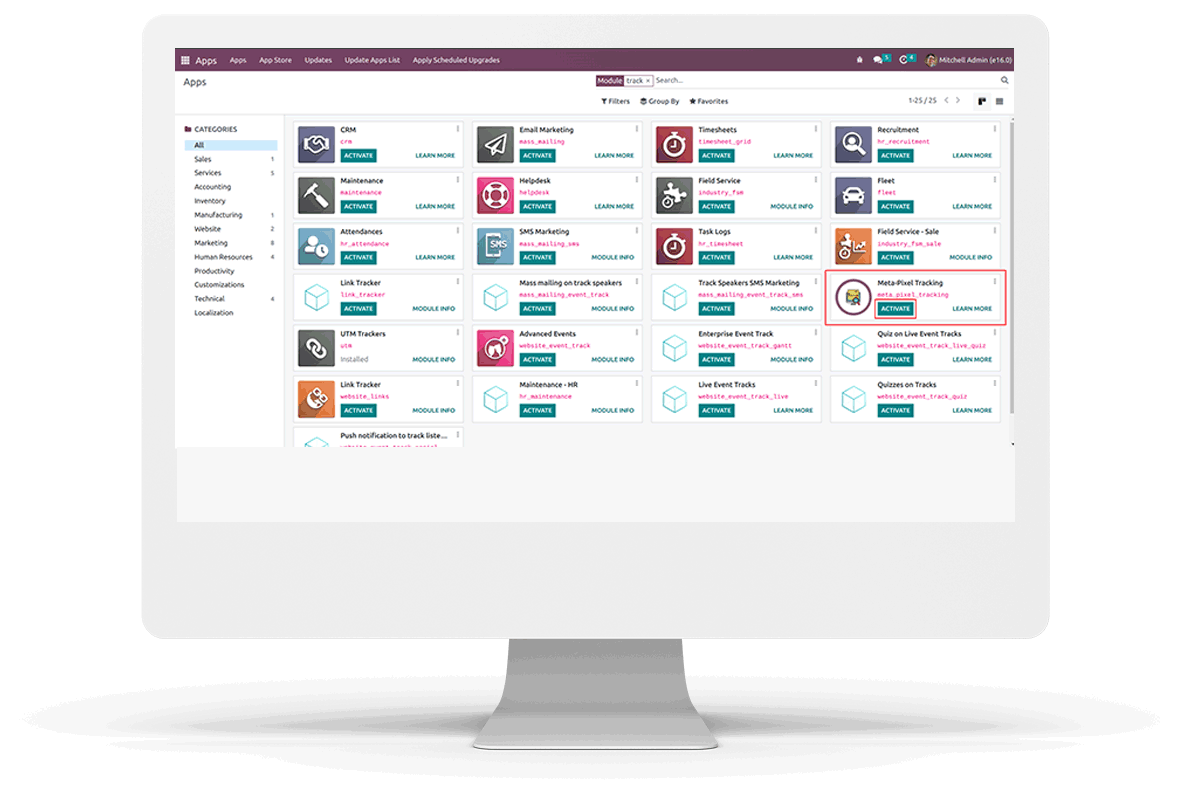 Apps Apps App Store Updates Update Apps List Apply Scheduled Upgrades 5 4 Mitchell Admin (e16.0)
Apps Module track × Search...
Filters Group By Favorites 1-25 / 25
CATEGORIES
All
Sales 1
Services 5
Accounting
Inventory
Manufacturing 1
Website 2
Marketing 8
Human Resources 4
Productivity
Customizations
Technical 4
Localization
CRM
crm
ACTIVATE LEARN MORE
Email Marketing
mass_mailing
ACTIVATE LEARN MORE
Timesheets
timesheet_grid
ACTIVATE LEARN MORE
Recruitment
hr_recruitment
ACTIVATE LEARN MORE
Maintenance
maintenance
ACTIVATE LEARN MORE
Helpdesk
helpdesk
ACTIVATE LEARN MORE
Field Service
industry_fsm
ACTIVATE MODULE INFO
Fleet
fleet
ACTIVATE LEARN MORE
Attendances
hr_attendance
ACTIVATE LEARN MORE
SMS
SMS Marketing
mass_mailing_sms
ACTIVATE MODULE INFO
Task Logs
hr_timesheet
ACTIVATE LEARN MORE
Field Service - Sale
industry_fsm_sale
ACTIVATE MODULE INFO
Link Tracker
link_tracker
ACTIVATE MODULE INFO
Mass mailing on track speakers
mass_mailing_event_track
ACTIVATE MODULE INFO
Track Speakers SMS Marketing
mass_mailing_event_track_sms
ACTIVATE MODULE INFO
Meta-Pixel Tracking
meta_pixel_tracking
ACTIVATE LEARN MORE
UTM Trackers
utm
Installed MODULE INFO
Advanced Events
website_event_track
ACTIVATE MODULE INFO
Enterprise Event Track
website_event_track_gantt
ACTIVATE MODULE INFO
Quiz on Live Event Tracks
website_event_track_live_quiz
ACTIVATE LEARN MORE
Link Tracker
website_links
ACTIVATE MODULE INFO
Maintenance - HR
hr_maintenance
ACTIVATE MODULE INFO
Live Event Tracks
website_event_track_live
ACTIVATE LEARN MORE
Quizzes on Tracks
website_event_track_quiz
ACTIVATE LEARN MORE
Push notification to track liste...